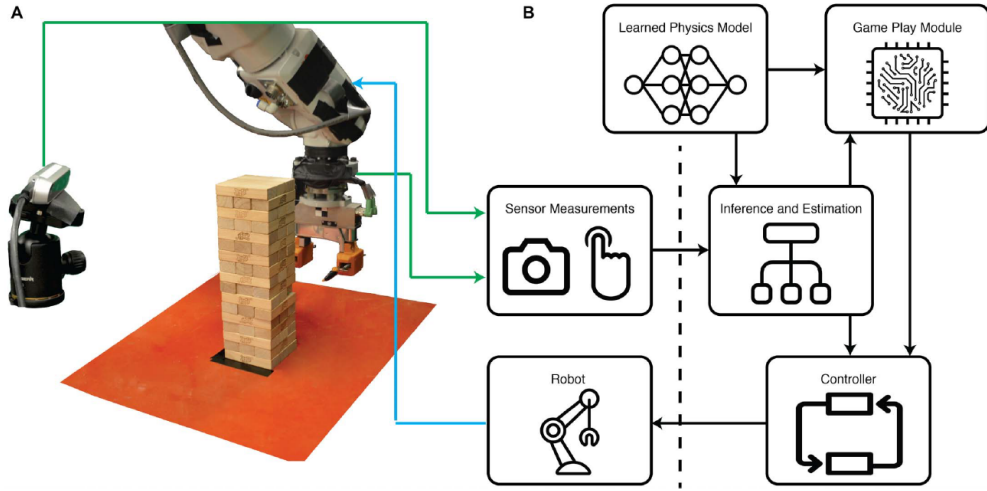 A
B
Learned Physics Model
Game Play Module
Sensor Measurements
Inference and Estimation
Robot
Controller